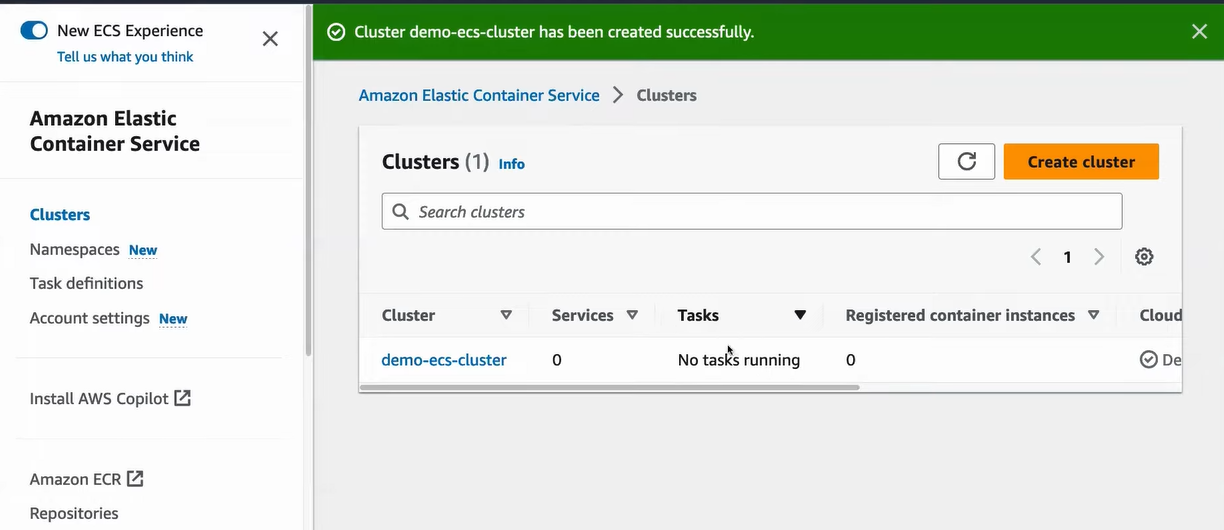 New ECS Experience
Tell us what you think
Amazon Elastic
Container Service
Clusters
Namespaces New
Task definitions
Account settings New
Install AWS Copilot
Amazon ECR
Repositories
Cluster demo-ecs-cluster has been created successfully.
Amazon Elastic Container Service > Clusters
Clusters (1) Info
Create cluster
Search clusters
1
Cluster Services Tasks Registered container instances Cloud
demo-ecs-cluster 0 No tasks running 0 De